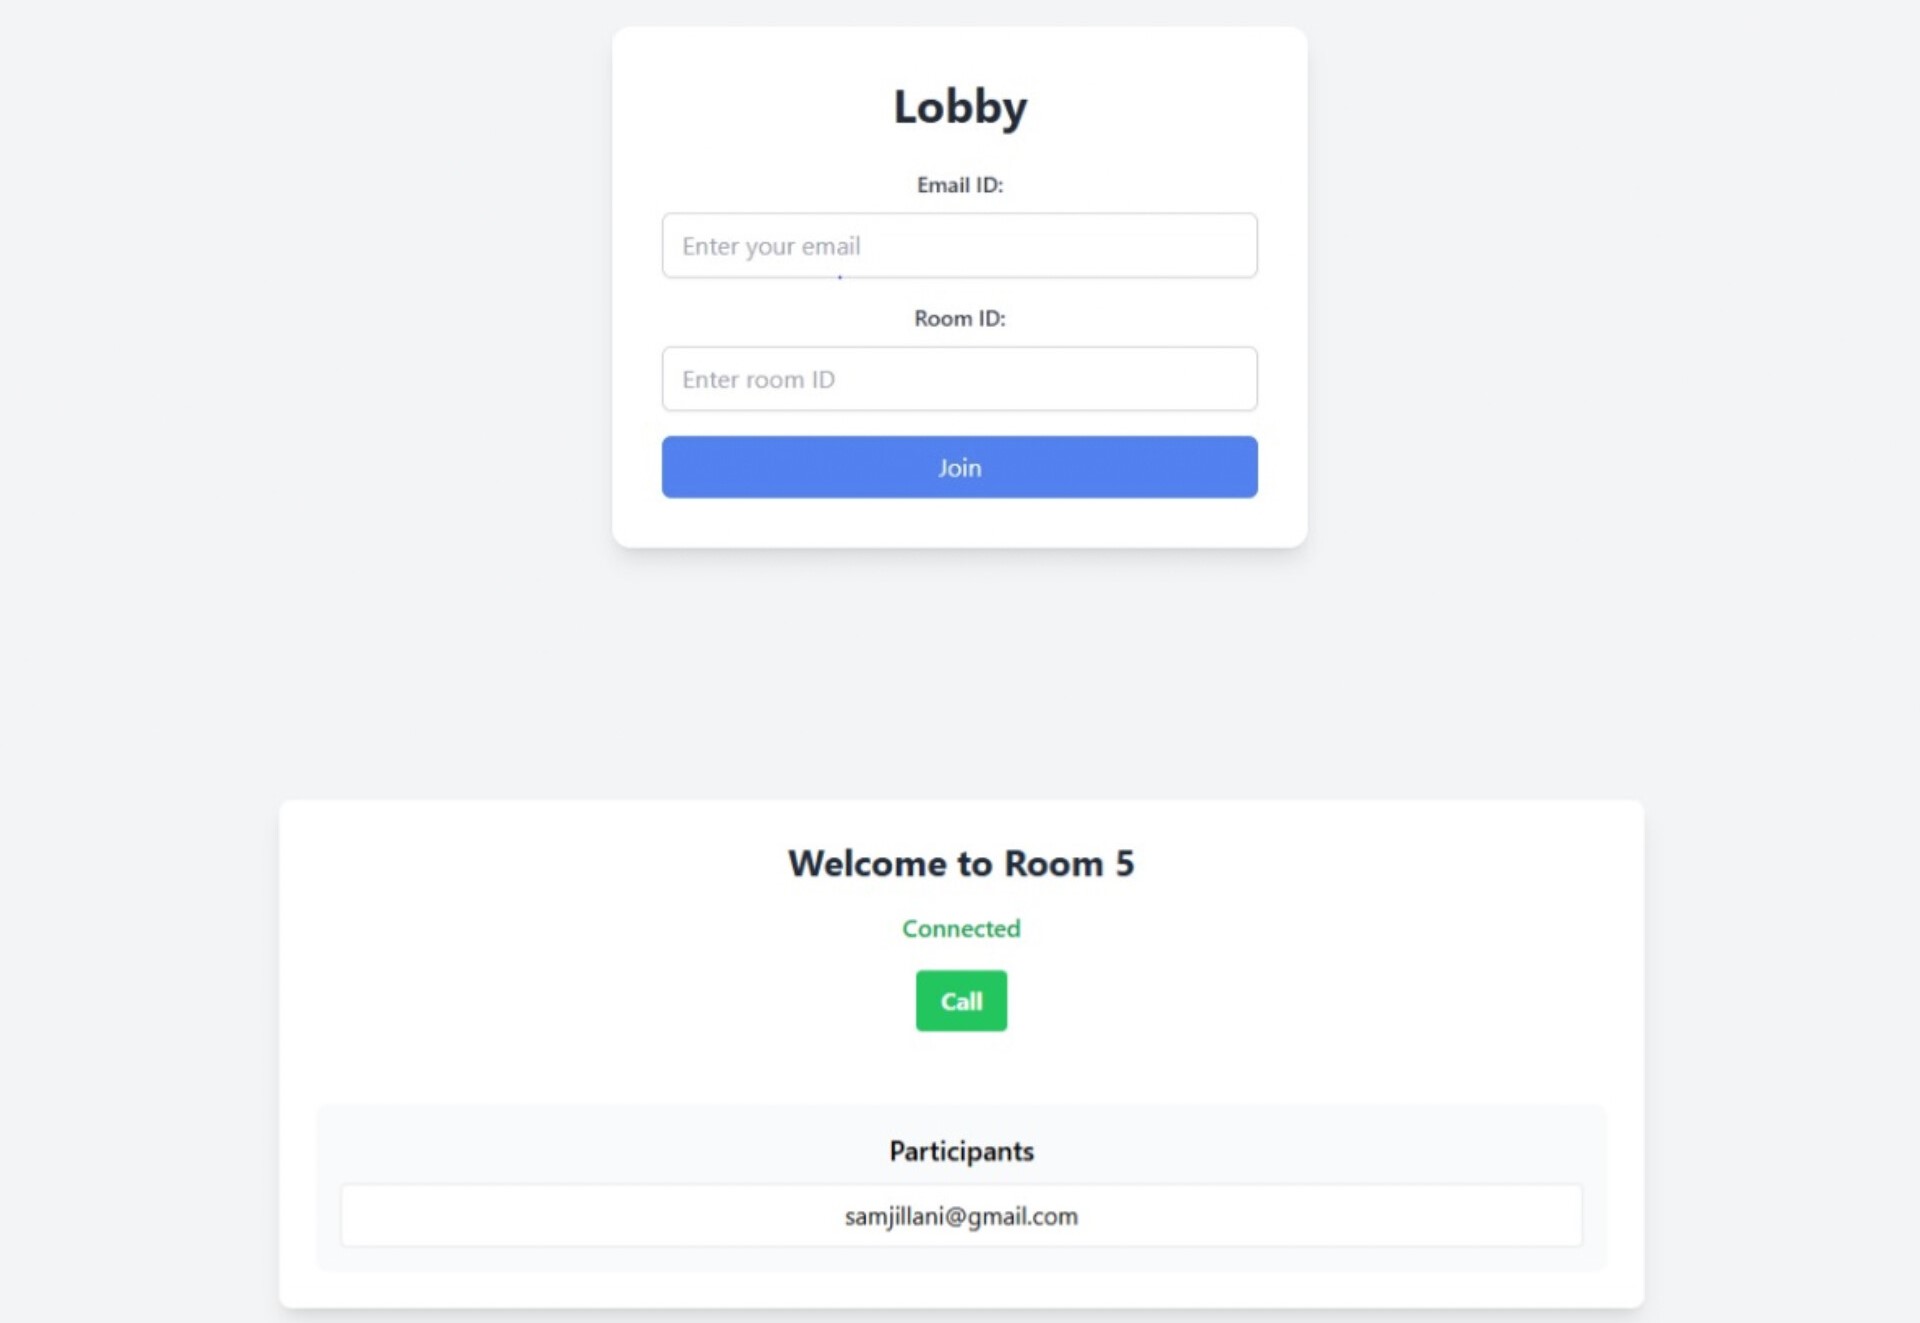 Lobby
Email ID:
Enter your email
Room ID:
Enter room ID
Join
Welcome to Room 5
Connected
Call
Participants
samjillani@gmail.com